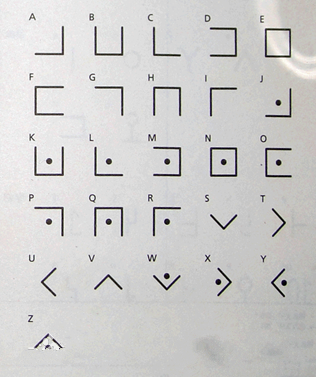 A B C D E
F G H I J
K L M N O
P Q R S T
U V W X Y
Z